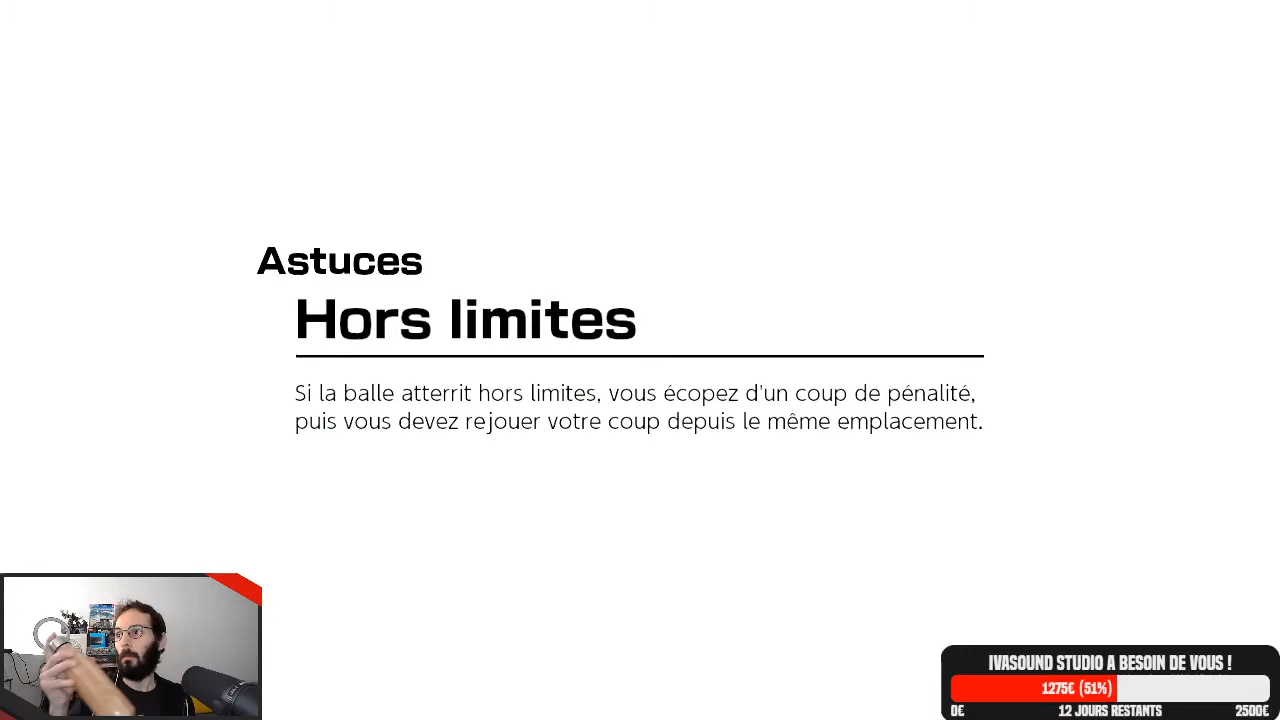 Astuces
Hors limites
Si la balle atterrit hors limites, vous écopez d'un coup de pénalité,
puis vous devez rejouer votre coup depuis le même emplacement.
IVASOUND STUDIO A BESOIN DE VOUS !
1275€ (51%)
0€ 12 JOURS RESTANTS 2500€